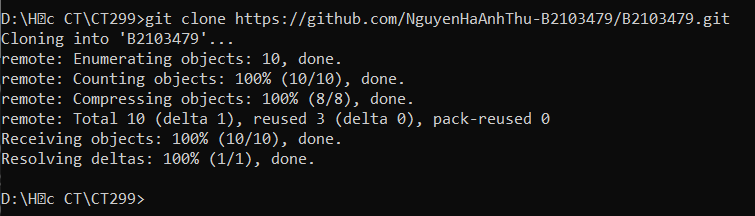 D:\H�c CT\CT299>git clone https://github.com/NguyenHaAnhThu-B2103479/B2103479.git
Cloning into 'B2103479'...
remote: Enumerating objects: 10, done.
remote: Counting objects: 100% (10/10), done.
remote: Compressing objects: 100% (8/8), done.
remote: Total 10 (delta 1), reused 3 (delta 0), pack-reused 0
Receiving objects: 100% (10/10), done.
Resolving deltas: 100% (1/1), done.
D:\H�c CT\CT299>